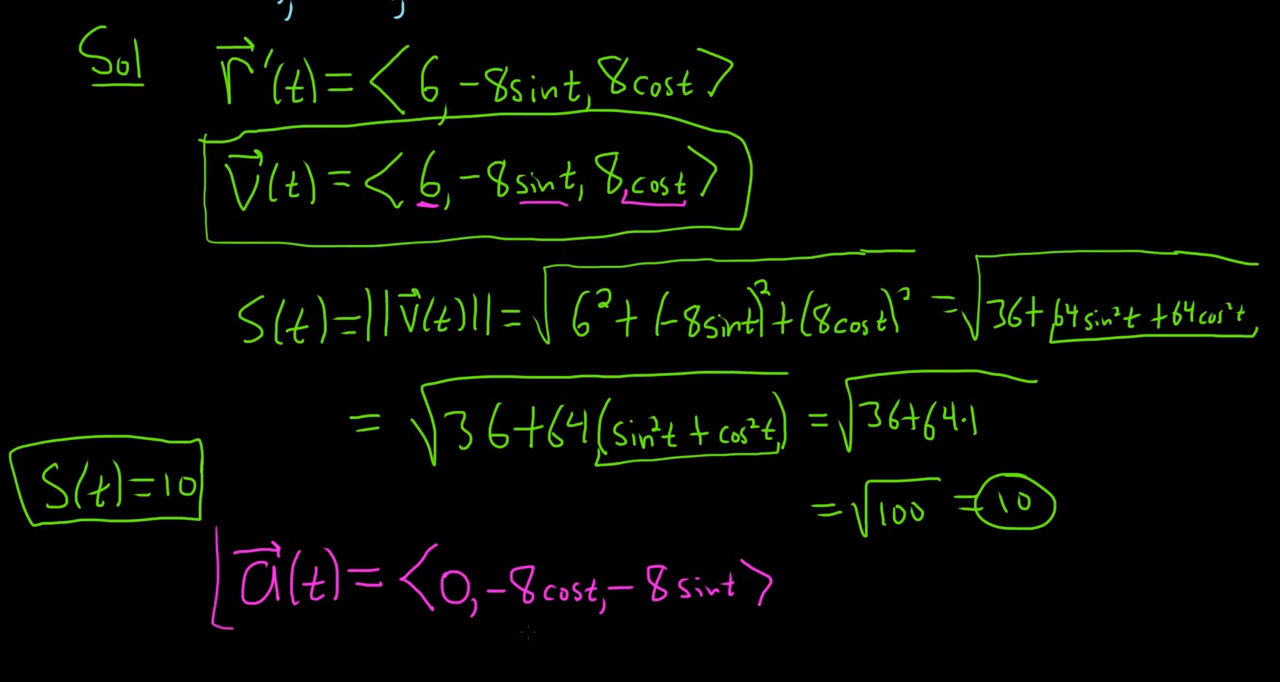 Sol r⃗'(t) = <6, -8sint, 8cost>
v⃗(t) = <6, -8sint, 8cost>
S(t) = ||v⃗(t)|| = √(6² + (-8sint)² + (8cost)²) = √(36 + 64sin²t + 64cos²t)
= √(36+64(sin²t + cos²t)) = √(36+64·1)
S(t) = 10
= √100 = 10
a⃗(t) = <0, -8cost, -8sint>